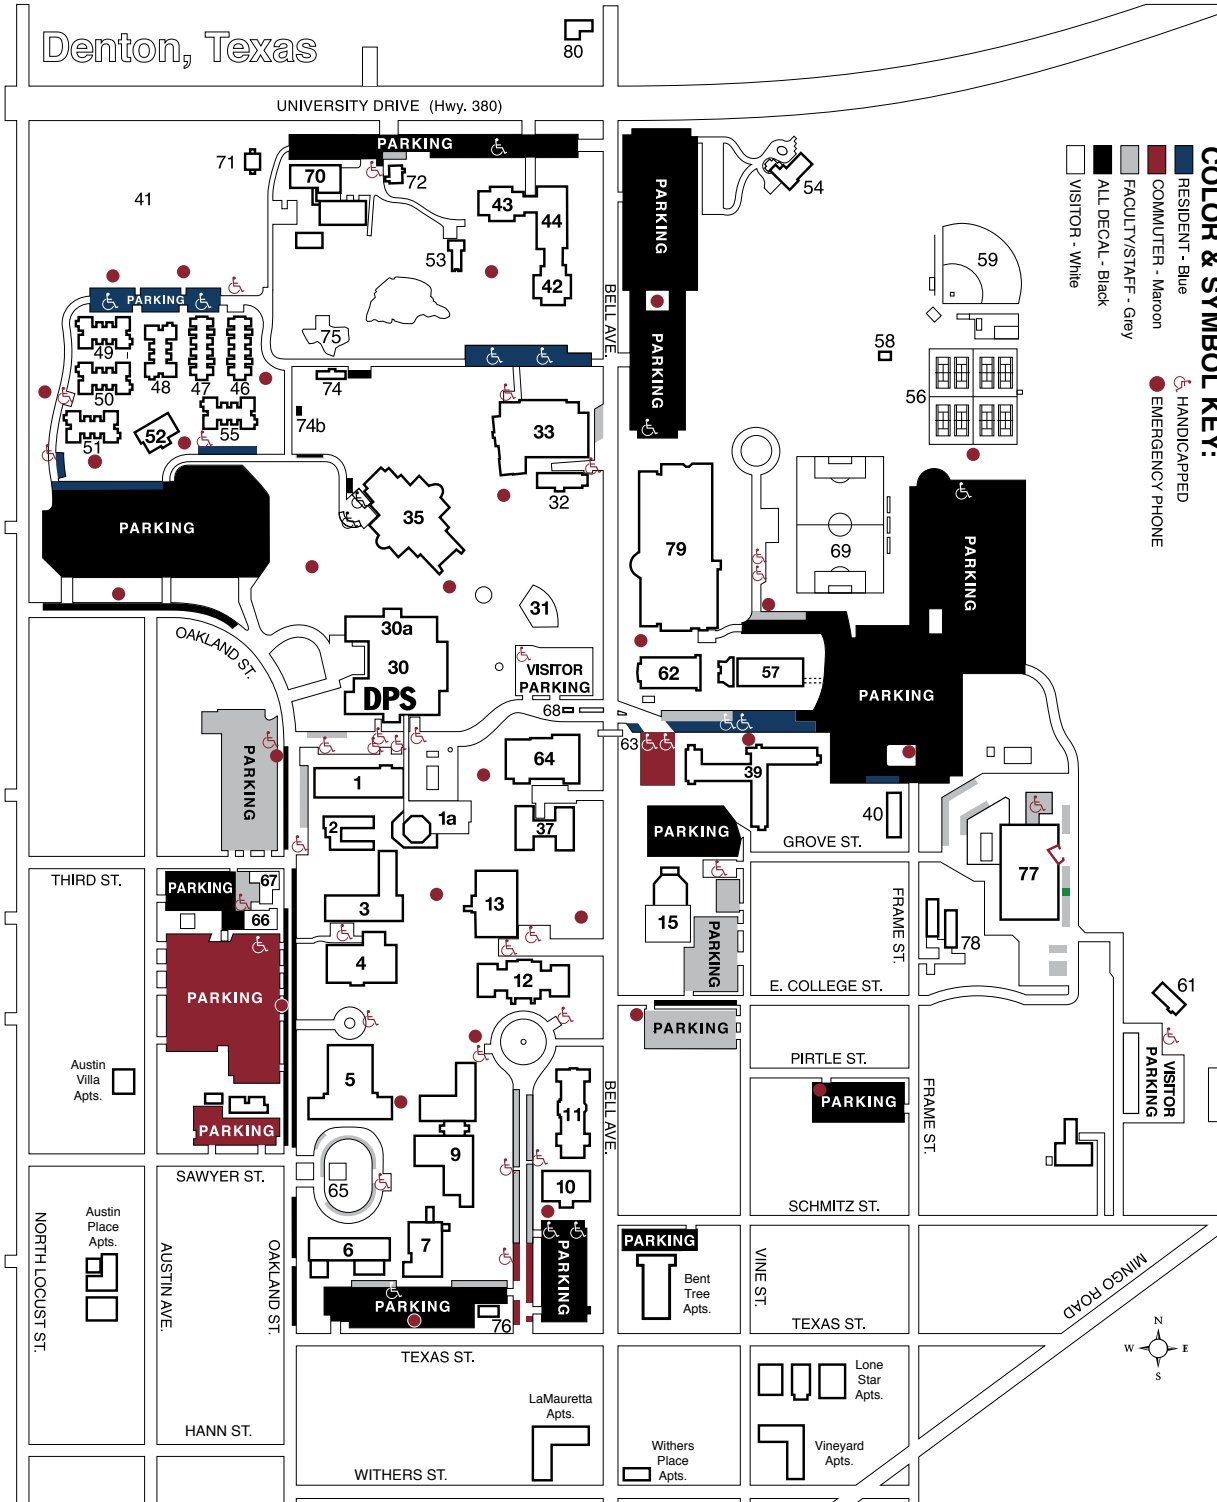 Denton, Texas
80
UNIVERSITY DRIVE (Hwy. 380)
COLOR & SYMBOL KEY:
RESIDENT - Blue
COMMUTER - Maroon
FACULTY/STAFF - Grey
ALL DECAL - Black
VISITOR - White
HANDICAPPED
EMERGENCY PHONE
PARKING
71
70
72
41
43
44
53
42
54
PARKING
59
BELL AVE.
PARKING
75
PARKING
58
49
48
47
46
50
74
56
74b
55
51
52
33
32
35
PARKING
79
69
PARKING
31
OAKLAND ST.
30a
30
DPS
VISITOR
PARKING
62
57
PARKING
68
63
64
39
PARKING
1
1a
2
37
PARKING
40
GROVE ST.
THIRD ST.
PARKING
67
66
3
13
15
PARKING
FRAME ST.
77
78
4
12
E. COLLEGE ST.
61
PARKING
PARKING
PIRTLE ST.
VISITOR
PARKING
Austin
Villa
Apts.
5
11
BELL AVE.
PARKING
FRAME ST.
PARKING
9
SAWYER ST.
65
10
SCHMITZ ST.
NORTH LOCUST ST.
Austin
Place
Apts.
AUSTIN AVE.
OAKLAND ST.
6
7
PARKING
PARKING
Bent
Tree
Apts.
VINE ST.
MINGO ROAD
PARKING
76
TEXAS ST.
TEXAS ST.
N
W
E
S
Lone
Star
Apts.
LaMauretta
Apts.
HANN ST.
Withers
Place
Apts.
Vineyard
Apts.
WITHERS ST.